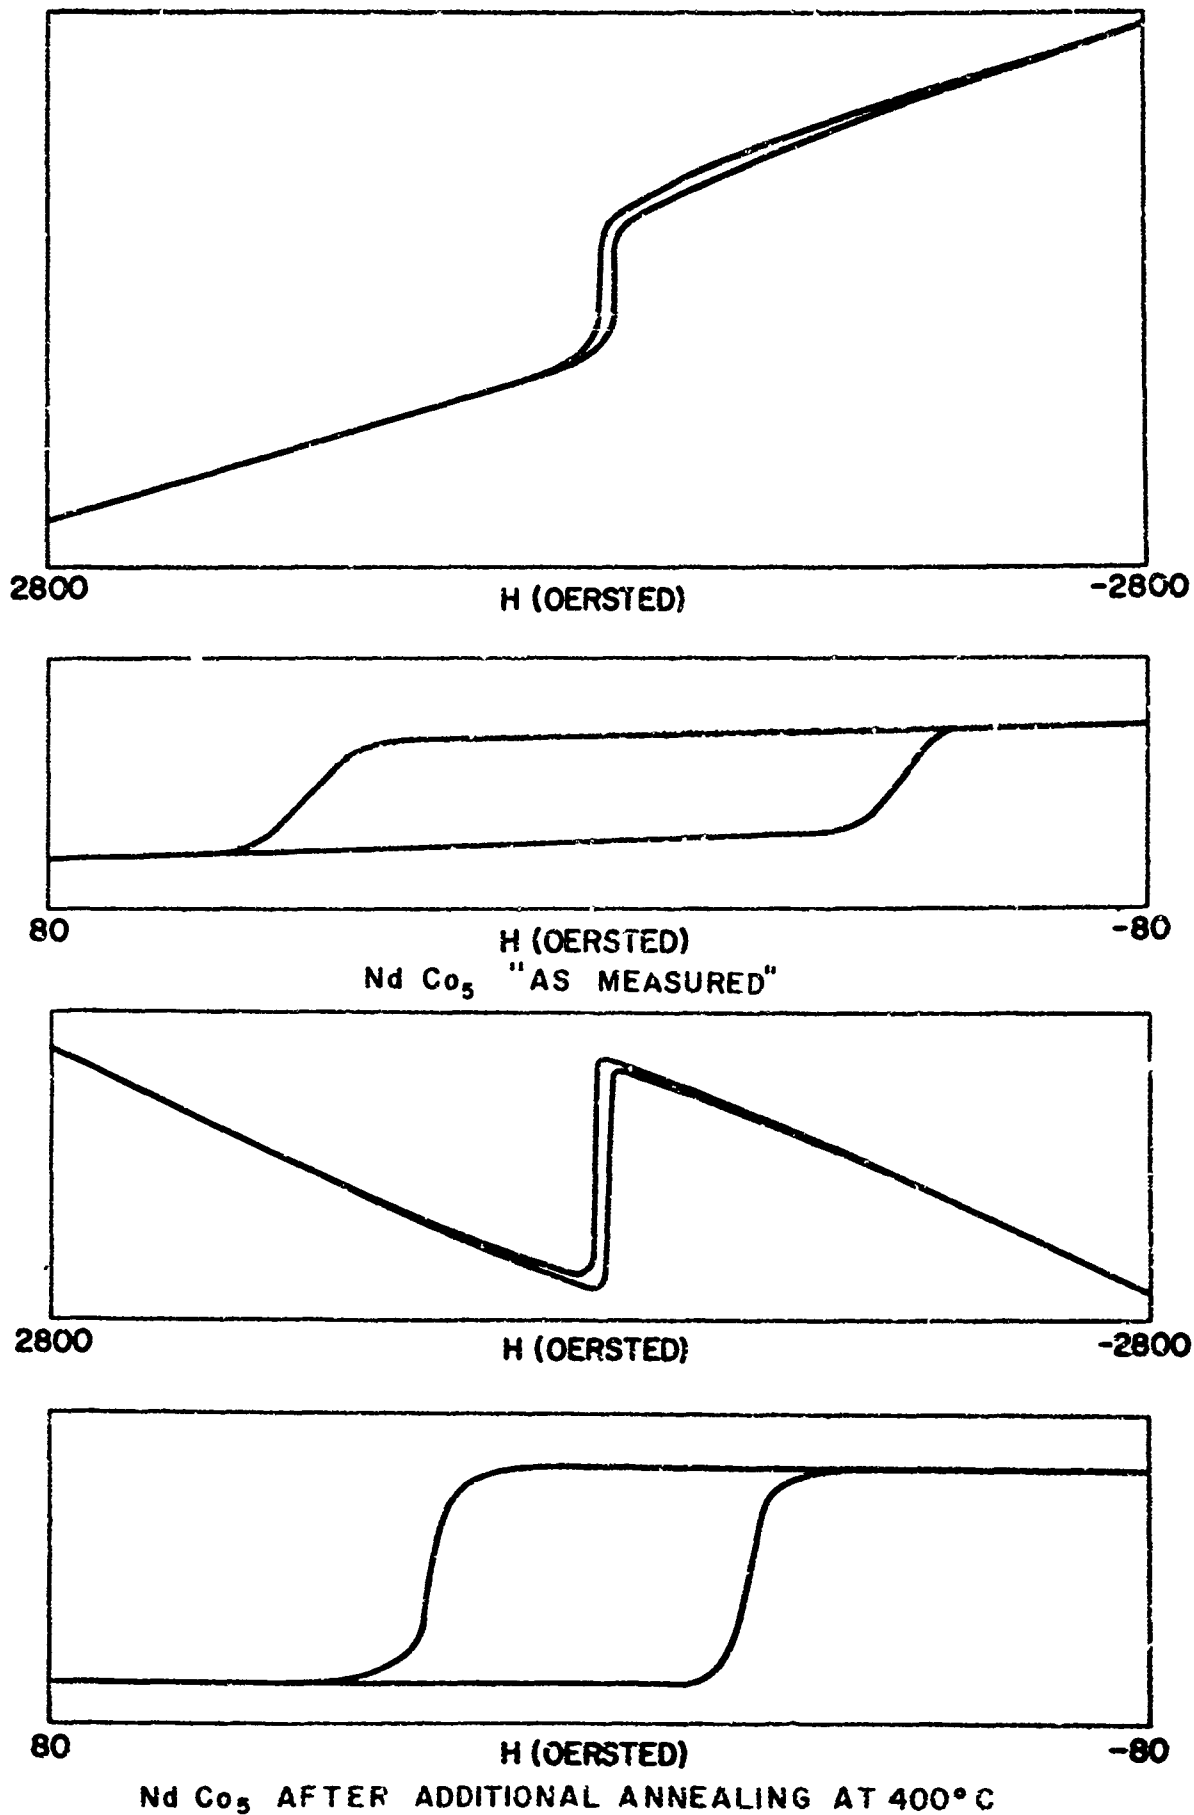 2800 H (OERSTED) -2800
80 H (OERSTED) -80
Nd Co5 "AS MEASURED"
2800 H (OERSTED) -2800
80 H (OERSTED) -80
Nd Co5 AFTER ADDITIONAL ANNEALING AT 400°C